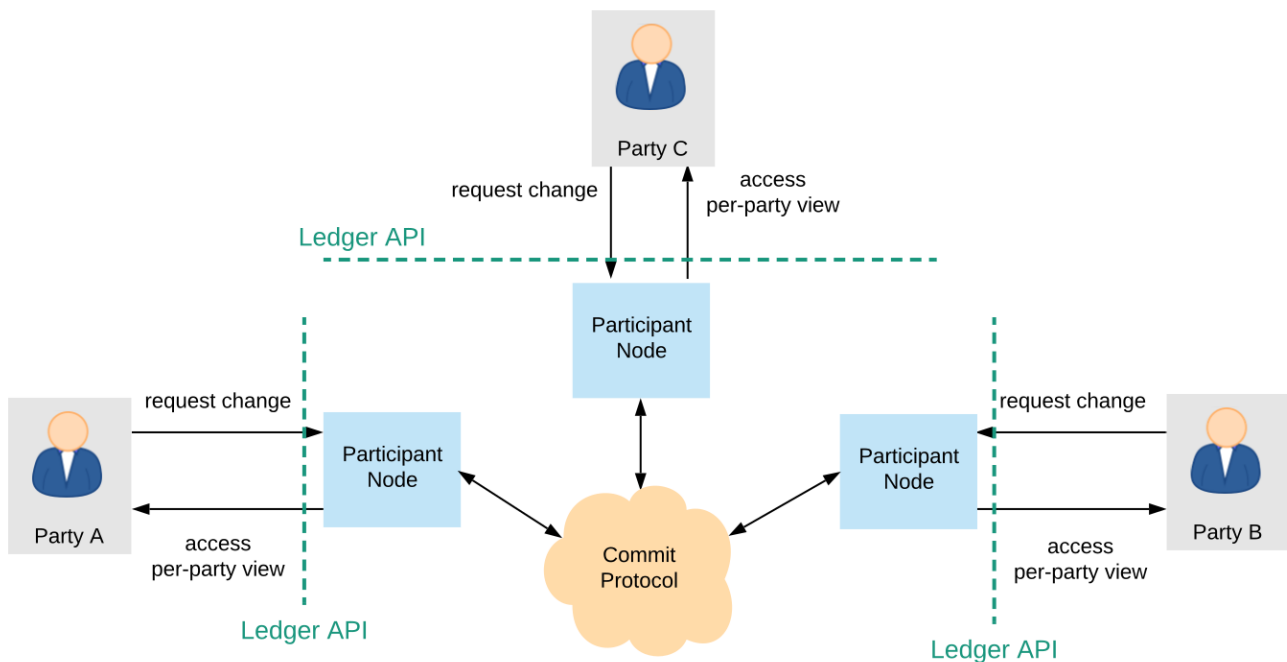 Party C
request change
access
per-party view
Ledger API
Participant
Node
request change
Participant
Node
Party A
access
per-party view
Ledger API
Commit
Protocol
Participant
Node
request change
Party B
access
per-party view
Ledger API